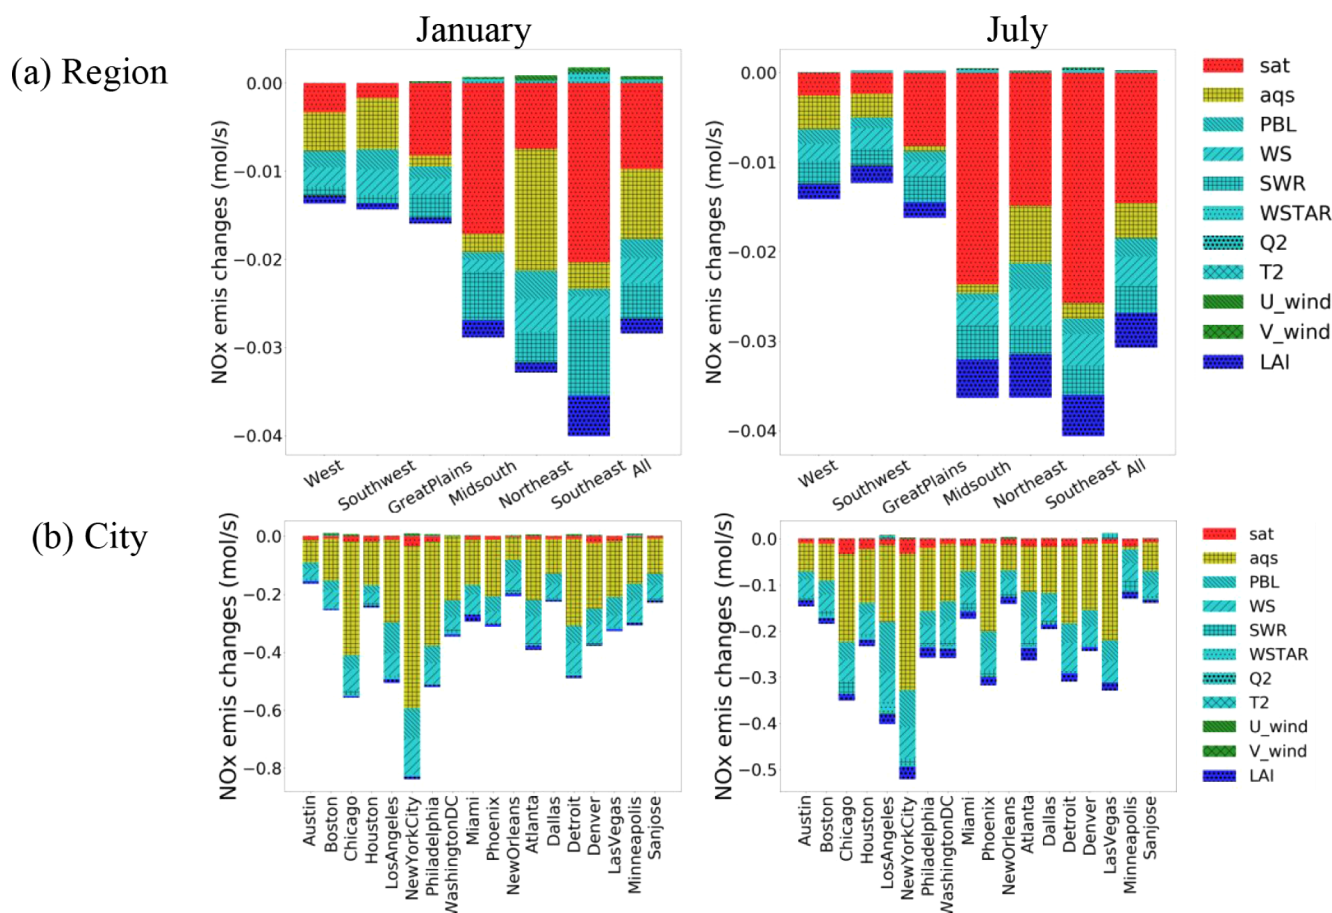 January
July
(a) Region
NOx emis changes (mol/s)
0.00
−0.01
−0.02
−0.03
−0.04
West
Southwest
GreatPlains
Midsouth
Northeast
Southeast
All
NOx emis changes (mol/s)
0.00
−0.01
−0.02
−0.03
−0.04
West
Southwest
GreatPlains
Midsouth
Northeast
Southeast
All
sat
aqs
PBL
WS
SWR
WSTAR
Q2
T2
U_wind
V_wind
LAI
(b) City
NOx emis changes (mol/s)
0.0
−0.2
−0.4
−0.6
−0.8
Austin
Boston
Chicago
Houston
LosAngeles
NewYorkCity
Philadelphia
WashingtonDC
Miami
Phoenix
NewOrleans
Atlanta
Dallas
Detroit
Denver
LasVegas
Minneapolis
Sanjose
NOx emis changes (mol/s)
0.0
−0.1
−0.2
−0.3
−0.4
−0.5
Austin
Boston
Chicago
Houston
LosAngeles
NewYorkCity
Philadelphia
WashingtonDC
Miami
Phoenix
NewOrleans
Atlanta
Dallas
Detroit
Denver
LasVegas
Minneapolis
Sanjose
sat
aqs
PBL
WS
SWR
WSTAR
Q2
T2
U_wind
V_wind
LAI